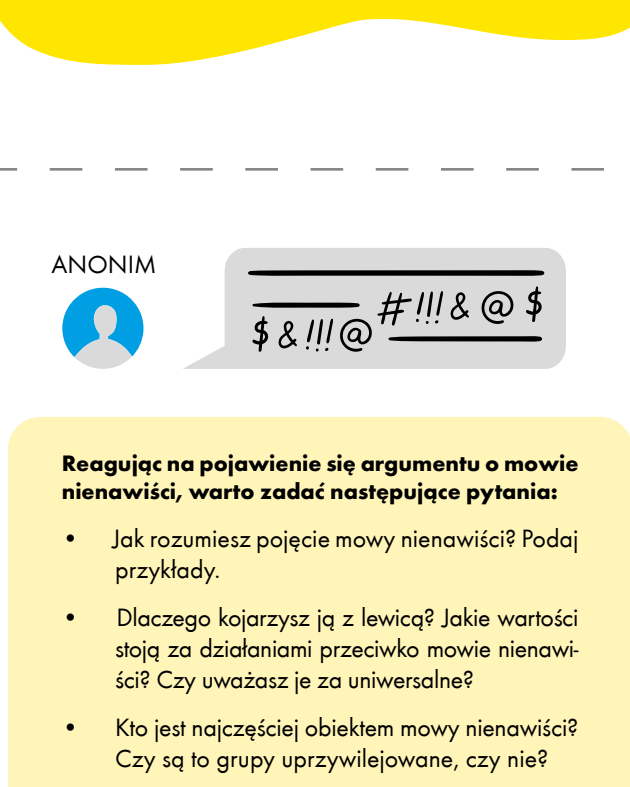 ANONIM
#!!! & @ $
$ & !!! @
Reagując na pojawienie się argumentu o mowie
nienawiści, warto zadać następujące pytania:
• Jak rozumiesz pojęcie mowy nienawiści? Podaj
przykłady.
• Dlaczego kojarzysz ją z lewicą? Jakie wartości
stoją za działaniami przeciwko mowie nienawi-
ści? Czy uważasz je za uniwersalne?
• Kto jest najczęściej obiektem mowy nienawiści?
Czy są to grupy uprzywilejowane, czy nie?